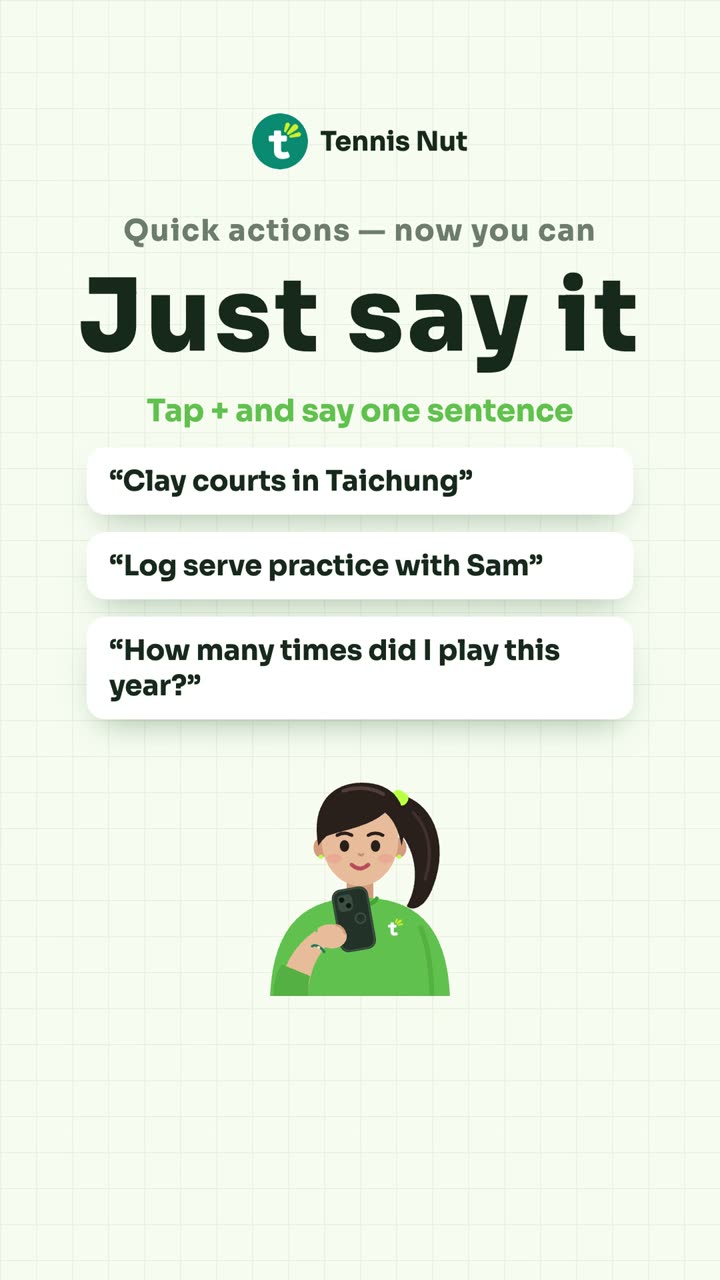 Tennis Nut
Quick actions — now you can
Just say it
Tap + and say one sentence
“Clay courts in Taichung”
“Log serve practice with Sam”
“How many times did I play this
year?”
t